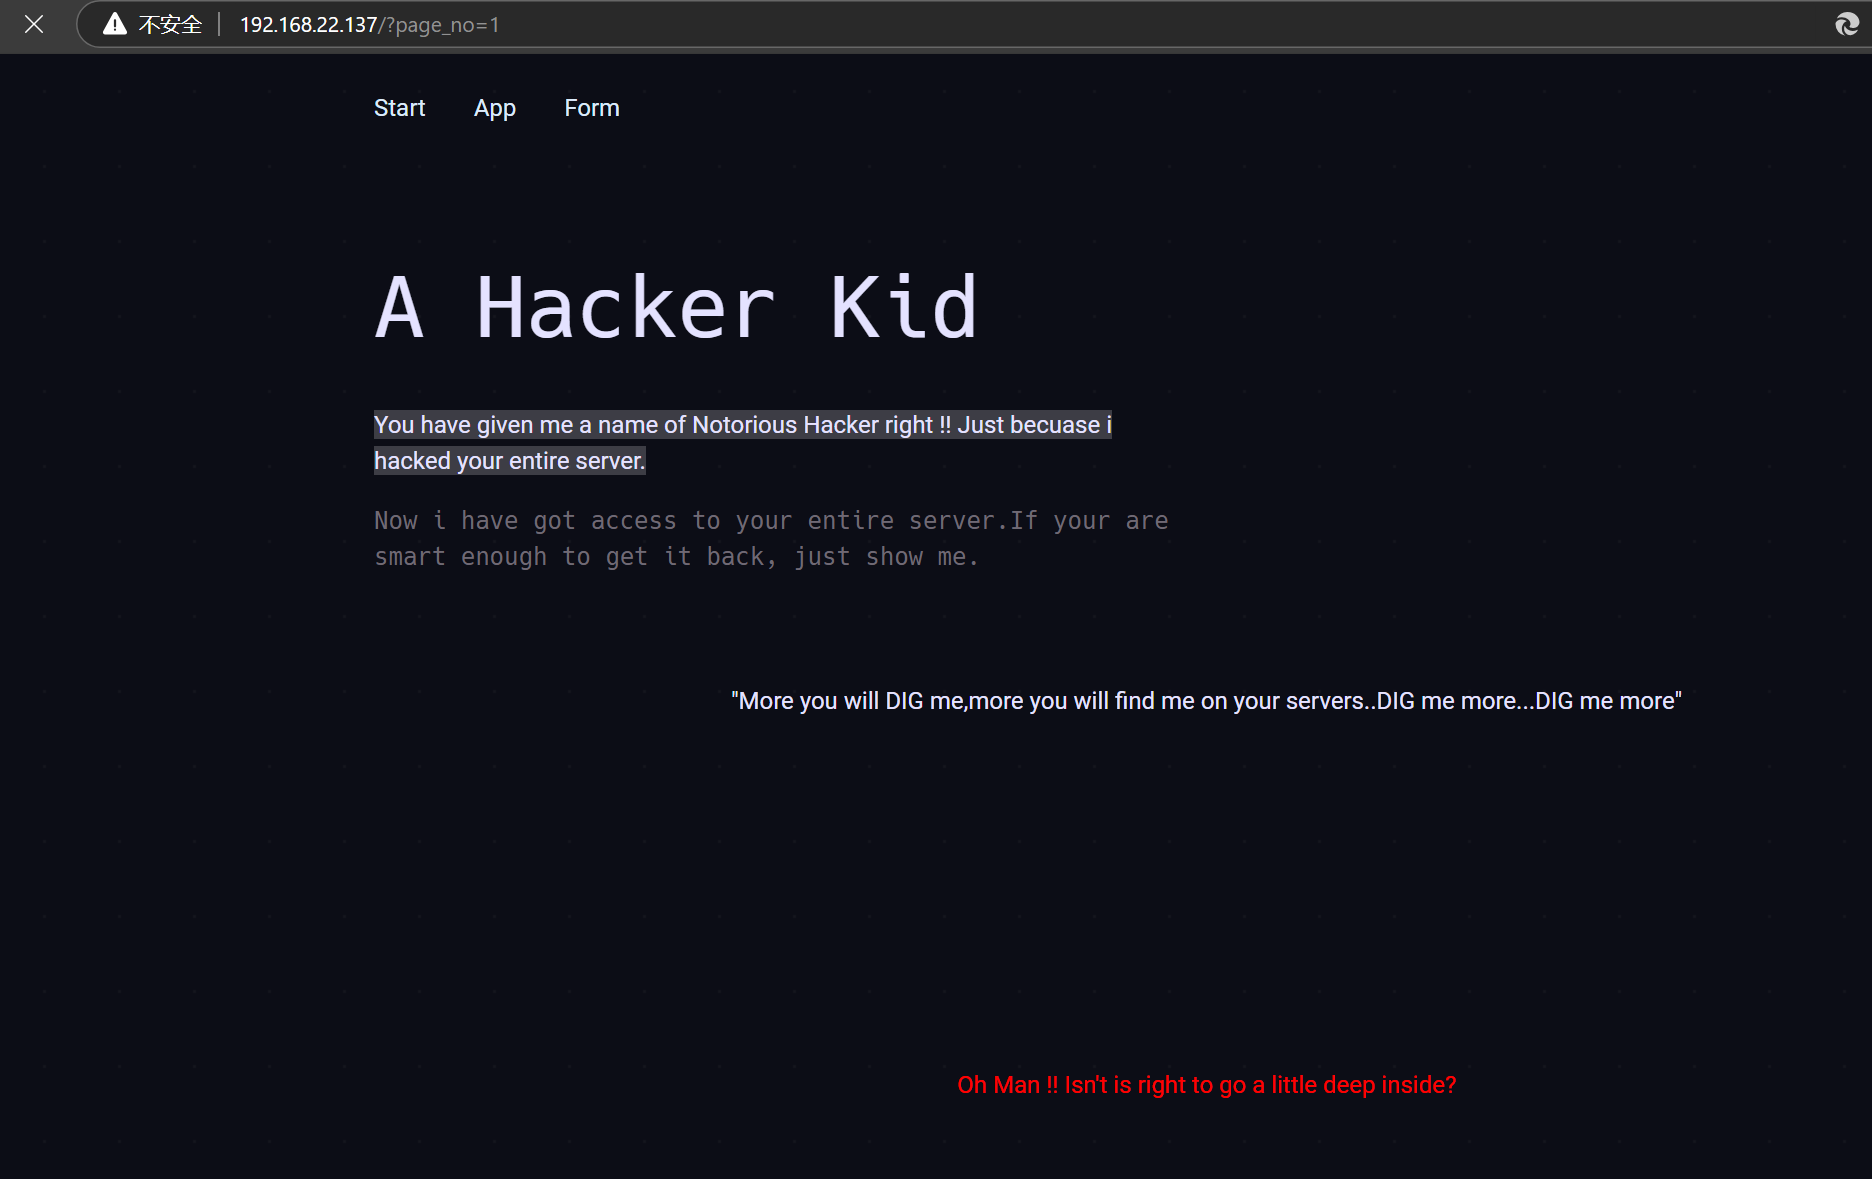 不安全 192.168.22.137/?page_no=1
Start App Form
A Hacker Kid
You have given me a name of Notorious Hacker right !! Just becuase i
hacked your entire server.
Now i have got access to your entire server.If your are
smart enough to get it back, just show me.
"More you will DIG me,more you will find me on your servers..DIG me more...DIG me more"
Oh Man !! Isn't is right to go a little deep inside?